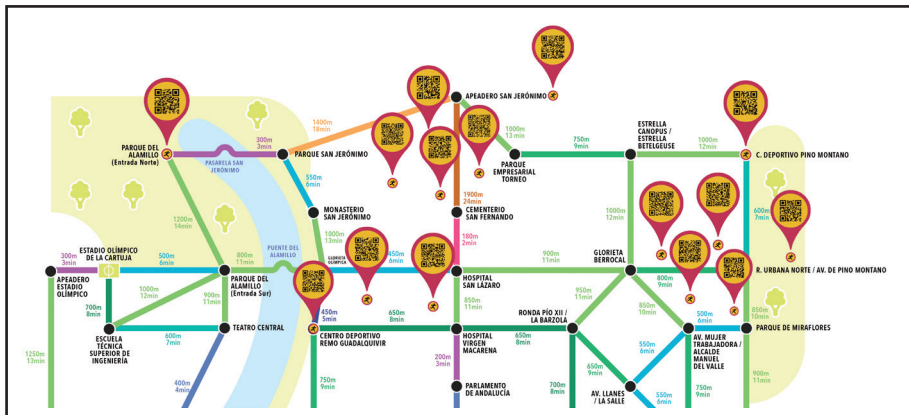 APEADERO SAN JERÓNIMO
1400m
18min
ESTRELLA
CANOPUS /
ESTRELLA
BETELGEUSE
1000m
13 min
750m
9min
1000m
12min
PARQUE DEL
ALAMILLO
(Entrada Norte)
300m
3min
PASARELA SAN
JERÓNIMO
PARQUE SAN JERÓNIMO
PARQUE
EMPRESARIAL
TORNEO
C. DEPORTIVO PINO MONTANO
550m
6min
1900m
24min
1200m
14min
MONASTERIO
SAN JERÓNIMO
CEMENTERIO
SAN FERNANDO
1000m
12min
600m
7min
1000m
13min
180m
2min
ESTADIO OLÍMPICO
DE LA CARTUJA
PUENTE DEL
ALAMILLO
300m
3min
500m
6min
800m
11min
GLORIETA
OLÍMPICA
450m
6min
900m
11min
GLORIETA
BERROCAL
800m
9min
R. URBANA NORTE / AV. DE PINO MONTANO
APEADERO
ESTADIO
OLÍMPICO
1000m
12min
PARQUE DEL
ALAMILLO
(Entrada Sur)
HOSPITAL
SAN LÁZARO
700m
8min
900m
11min
450m
5min
850m
11min
950m
11min
850m
10min
850m
10min
RONDA PÍO XII /
LA BARZOLA
500m
6min
600m
7min
TEATRO CENTRAL
650m
8min
650m
8min
PARQUE DE MIRAFLORES
ESCUELA
TÉCNICA
SUPERIOR DE
INGENIERÍA
CENTRO DEPORTIVO
REMO GUADALQUIVIR
HOSPITAL
VIRGEN
MACARENA
AV. MUJER
TRABAJADORA /
ALCALDE
MANUEL
DEL VALLE
550m
6min
1250m
13min
200m
3min
650m
9min
400m
4min
750m
9min
PARLAMENTO
DE ANDALUCÍA
700m
8min
AV. LLANES
/ LA SALLE
550m
6min
750m
9min
900m
11min